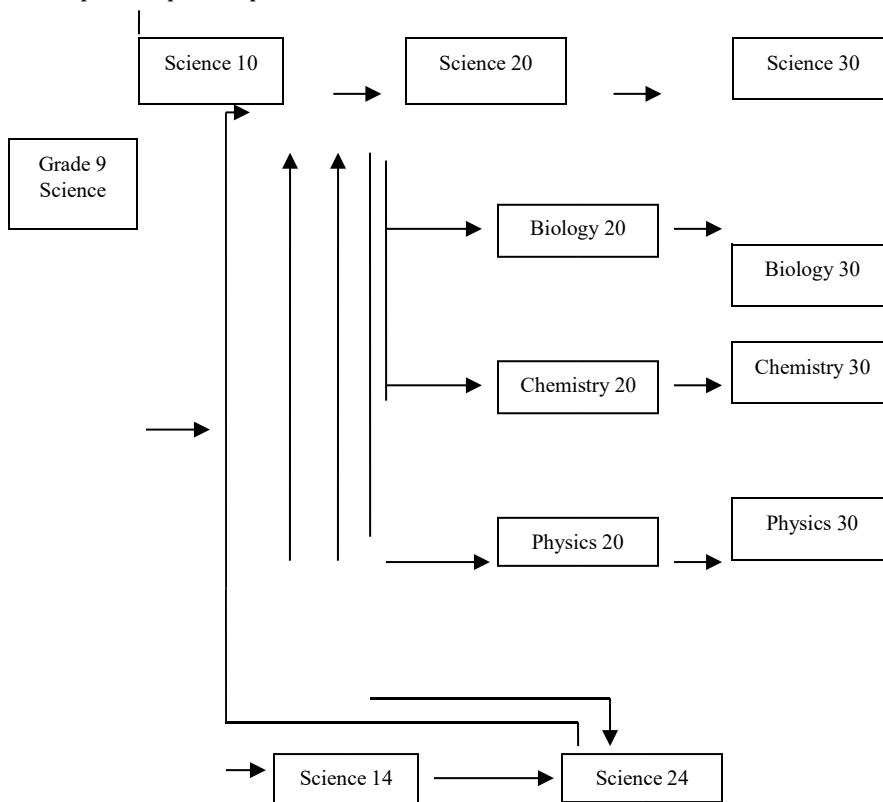 Science 10
Science 20
Science 30
Grade 9
Science
Biology 20
Biology 30
Chemistry 20
Chemistry 30
Physics 20
Physics 30
Science 14
Science 24